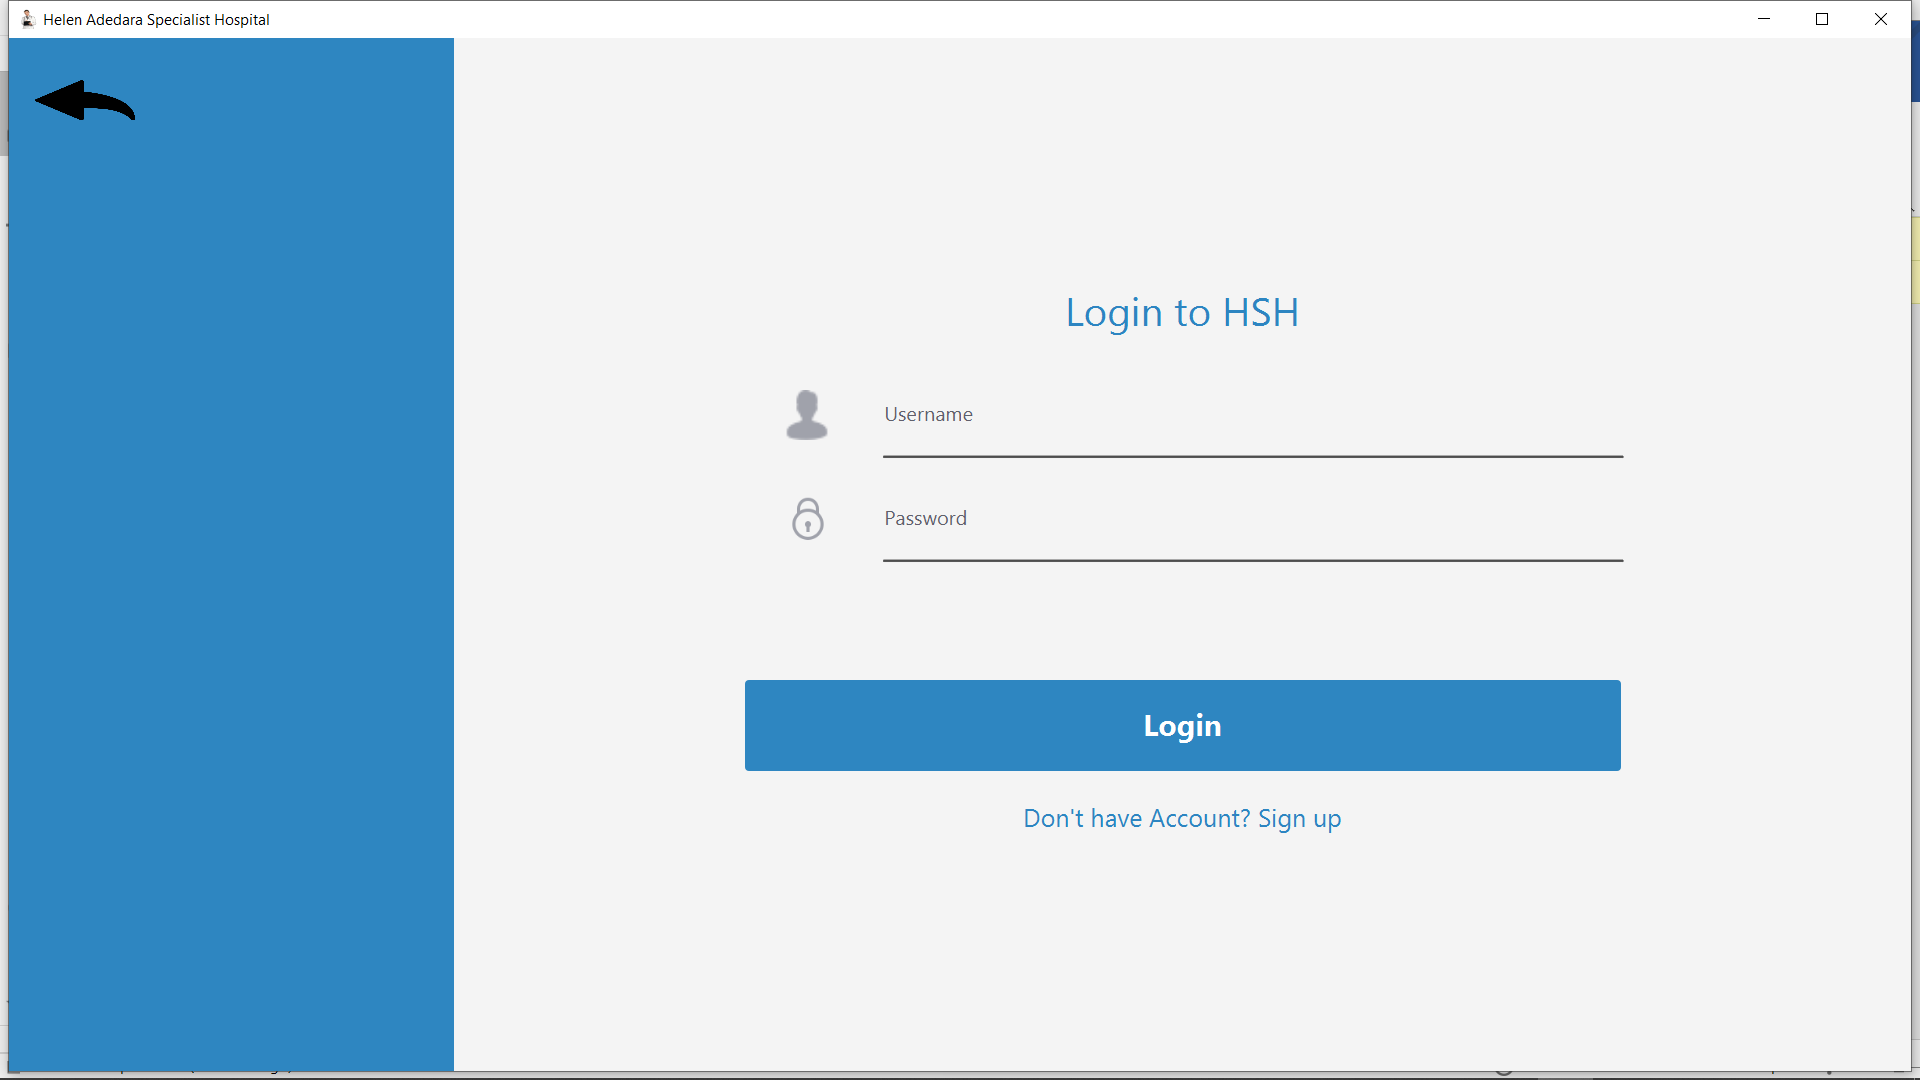 Helen Adedara Specialist Hospital
Login to HSH
Username
Password
Login
Don't have Account? Sign up